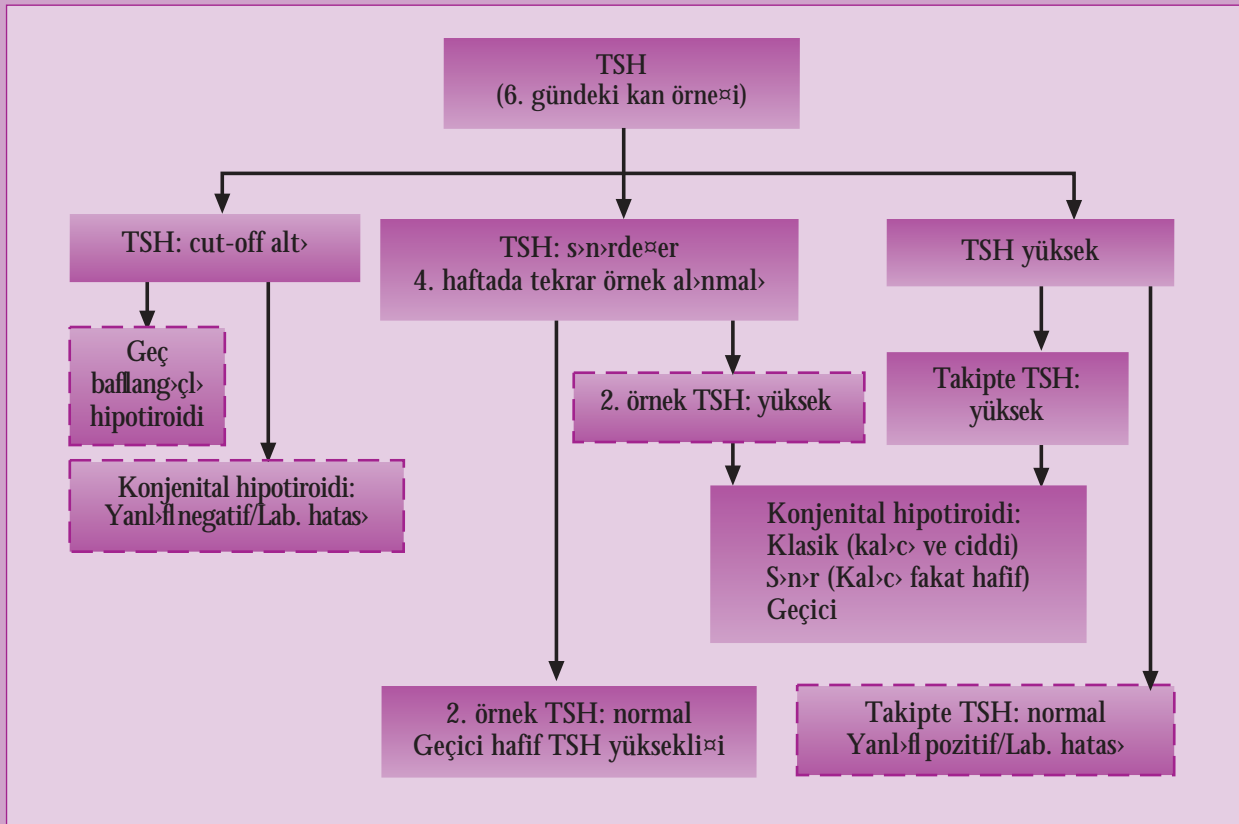 TSH
(6. gündeki kan örne¤i)
TSH: cut-off alt›
TSH: s›n›rde¤er
4. haftada tekrar örnek al›nmal›
TSH yüksek
Geç
bafllang›çl›
hipotiroidi
2. örnek TSH: yüksek
Takipte TSH:
yüksek
Konjenital hipotiroidi:
Yanl›fl negatif/Lab. hatas›
Konjenital hipotiroidi:
Klasik (kal›c› ve ciddi)
S›n›r (Kal›c› fakat hafif)
Geçici
2. örnek TSH: normal
Geçici hafif TSH yüksekli¤i
Takipte TSH: normal
Yanl›fl pozitif/Lab. hatas›